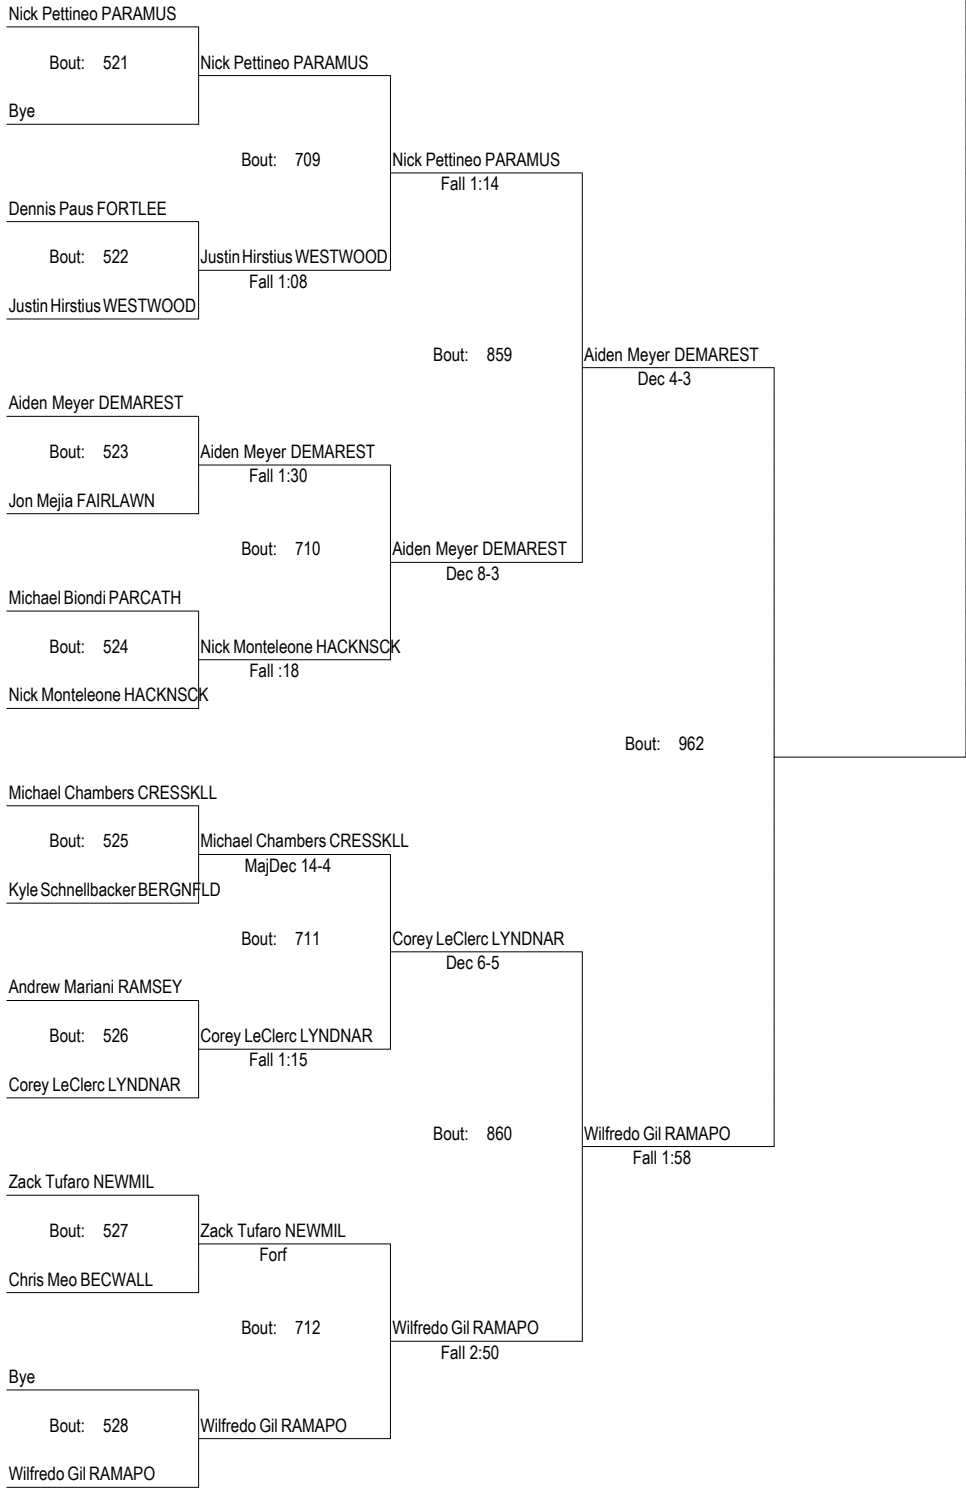 Nick Pettineo PARAMUS
Bout: 521
Nick Pettineo PARAMUS
Bye
Bout: 709
Nick Pettineo PARAMUS
Fall 1:14
Dennis Paus FORTLEE
Bout: 522
Justin Hirstius WESTWOOD
Fall 1:08
Justin Hirstius WESTWOOD
Bout: 859
Aiden Meyer DEMAREST
Dec 4-3
Aiden Meyer DEMAREST
Bout: 523
Aiden Meyer DEMAREST
Fall 1:30
Jon Mejia FAIRLAWN
Bout: 710
Aiden Meyer DEMAREST
Dec 8-3
Michael Biondi PARCATH
Bout: 524
Nick Monteleone HACKNSCK
Fall :18
Nick Monteleone HACKNSCK
Bout: 962
Michael Chambers CRESSKLL
Bout: 525
Michael Chambers CRESSKLL
MajDec 14-4
Kyle Schnellbacker BERGNFLD
Bout: 711
Corey LeClerc LYNDNAR
Dec 6-5
Andrew Mariani RAMSEY
Bout: 526
Corey LeClerc LYNDNAR
Fall 1:15
Corey LeClerc LYNDNAR
Bout: 860
Wilfredo Gil RAMAPO
Fall 1:58
Zack Tufaro NEWMIL
Bout: 527
Zack Tufaro NEWMIL
Forf
Chris Meo BECWALL
Bout: 712
Wilfredo Gil RAMAPO
Fall 2:50
Bye
Bout: 528
Wilfredo Gil RAMAPO
Wilfredo Gil RAMAPO